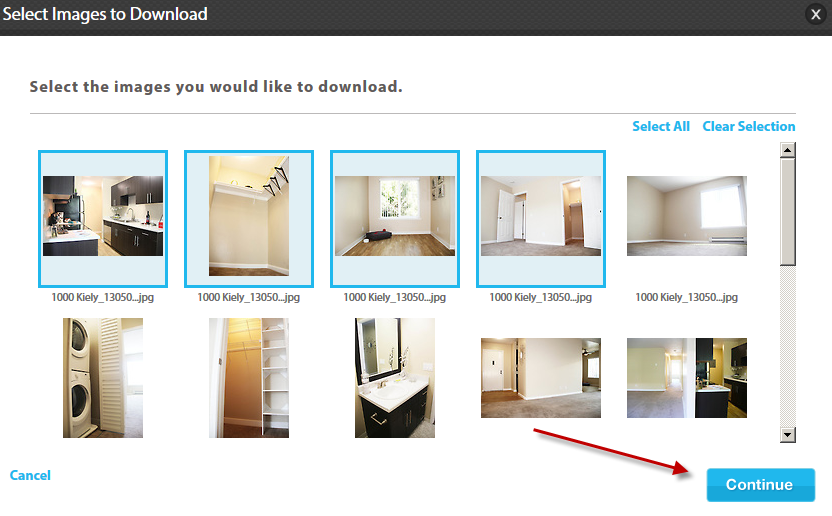 Select Images to Download
X
Select the images you would like to download.
Select All Clear Selection
1000 Kiely_13050...jpg 1000 Kiely_13050...jpg 1000 Kiely_13050...jpg 1000 Kiely_13050...jpg 1000 Kiely_13050...jpg
Cancel
Continue